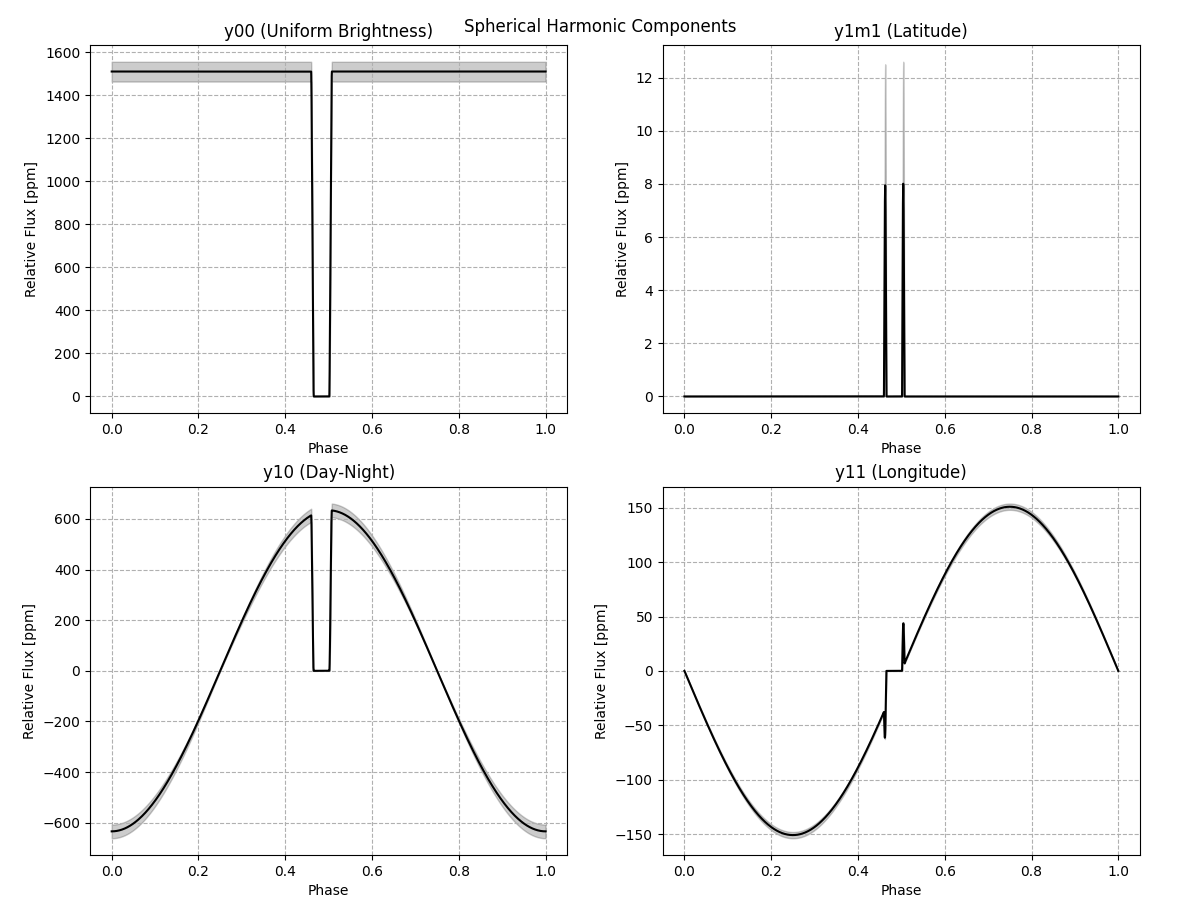 Spherical Harmonic Components
y00 (Uniform Brightness)
Relative Flux [ppm]
1600
1400
1200
1000
800
600
400
200
0
0.0 0.2 0.4 0.6 0.8 1.0
Phase
y1m1 (Latitude)
Relative Flux [ppm]
12
10
8
6
4
2
0
0.0 0.2 0.4 0.6 0.8 1.0
Phase
y10 (Day-Night)
Relative Flux [ppm]
600
400
200
0
−200
−400
−600
0.0 0.2 0.4 0.6 0.8 1.0
Phase
y11 (Longitude)
Relative Flux [ppm]
150
100
50
0
−50
−100
−150
0.0 0.2 0.4 0.6 0.8 1.0
Phase